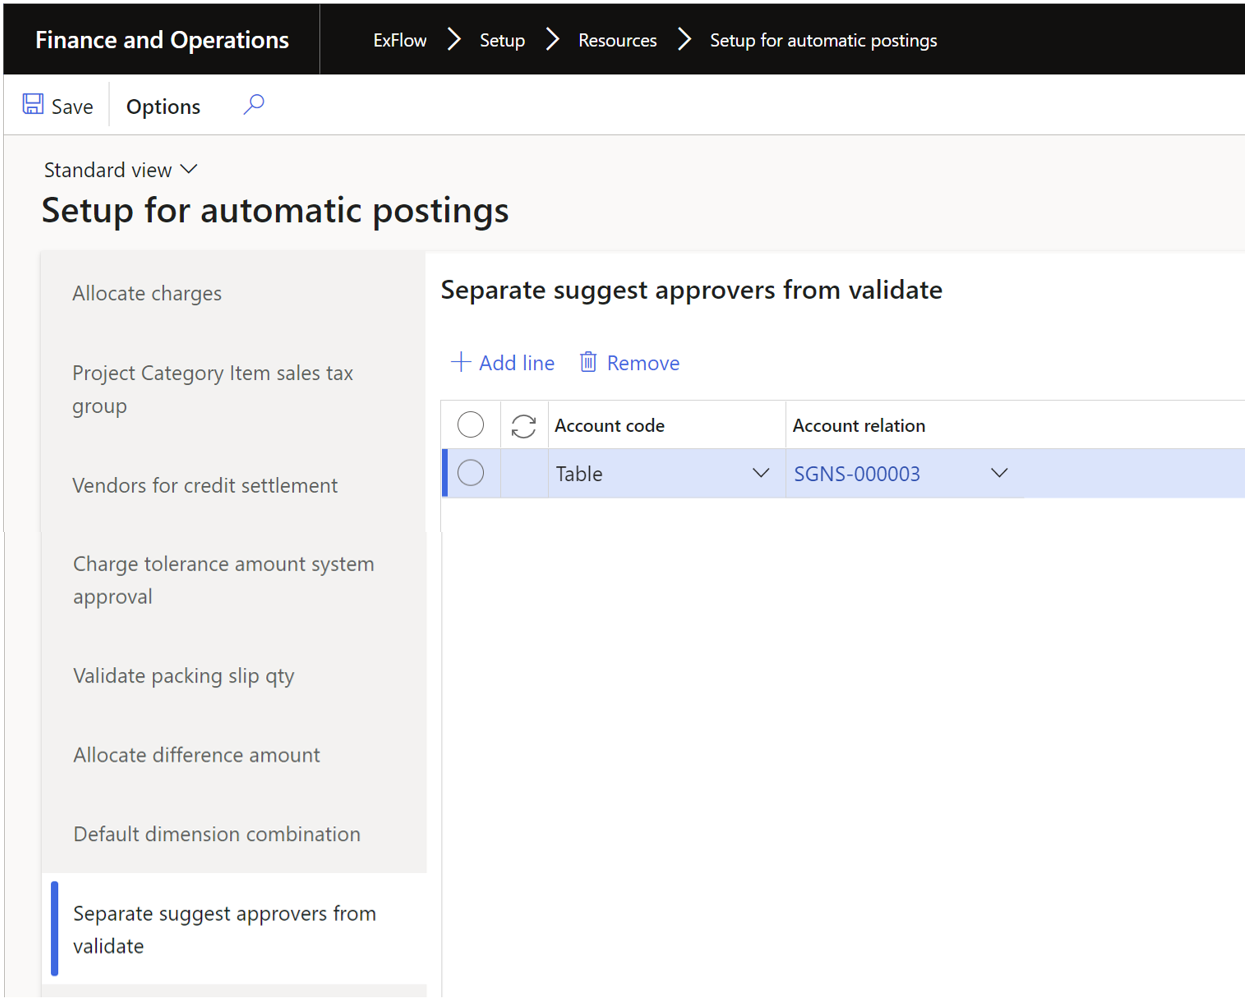 Finance and Operations
ExFlow > Setup > Resources > Setup for automatic postings
Save Options
Standard view
Setup for automatic postings
Allocate charges
Project Category Item sales tax
group
Vendors for credit settlement
Charge tolerance amount system
approval
Validate packing slip qty
Allocate difference amount
Default dimension combination
Separate suggest approvers from
validate
Separate suggest approvers from validate
Add line Remove
Account code Account relation
Table SGNS-000003